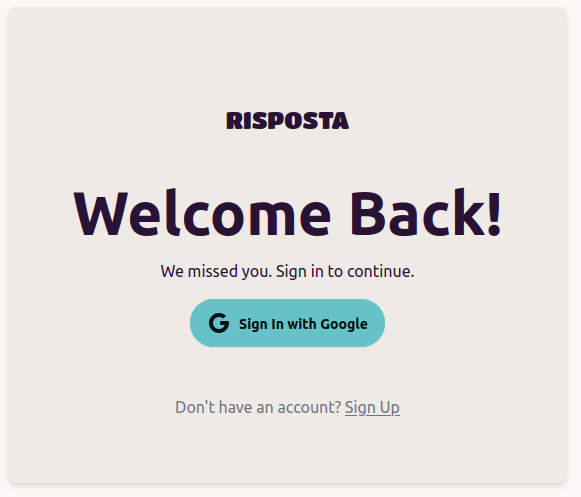 RISPOSTA
Welcome Back!
We missed you. Sign in to continue.
Sign In with Google
Don't have an account? Sign Up